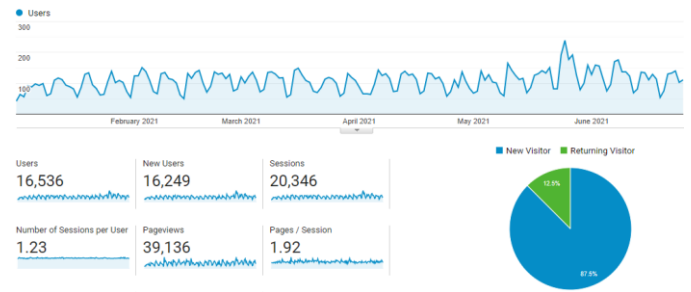 Users
300
200
100
February 2021 March 2021 April 2021 May 2021 June 2021
New Visitor Returning Visitor
Users New Users Sessions
16,536 16,249 20,346
Number of Sessions per User Pageviews Pages / Session
1.23 39,136 1.92
12.5%
87.5%